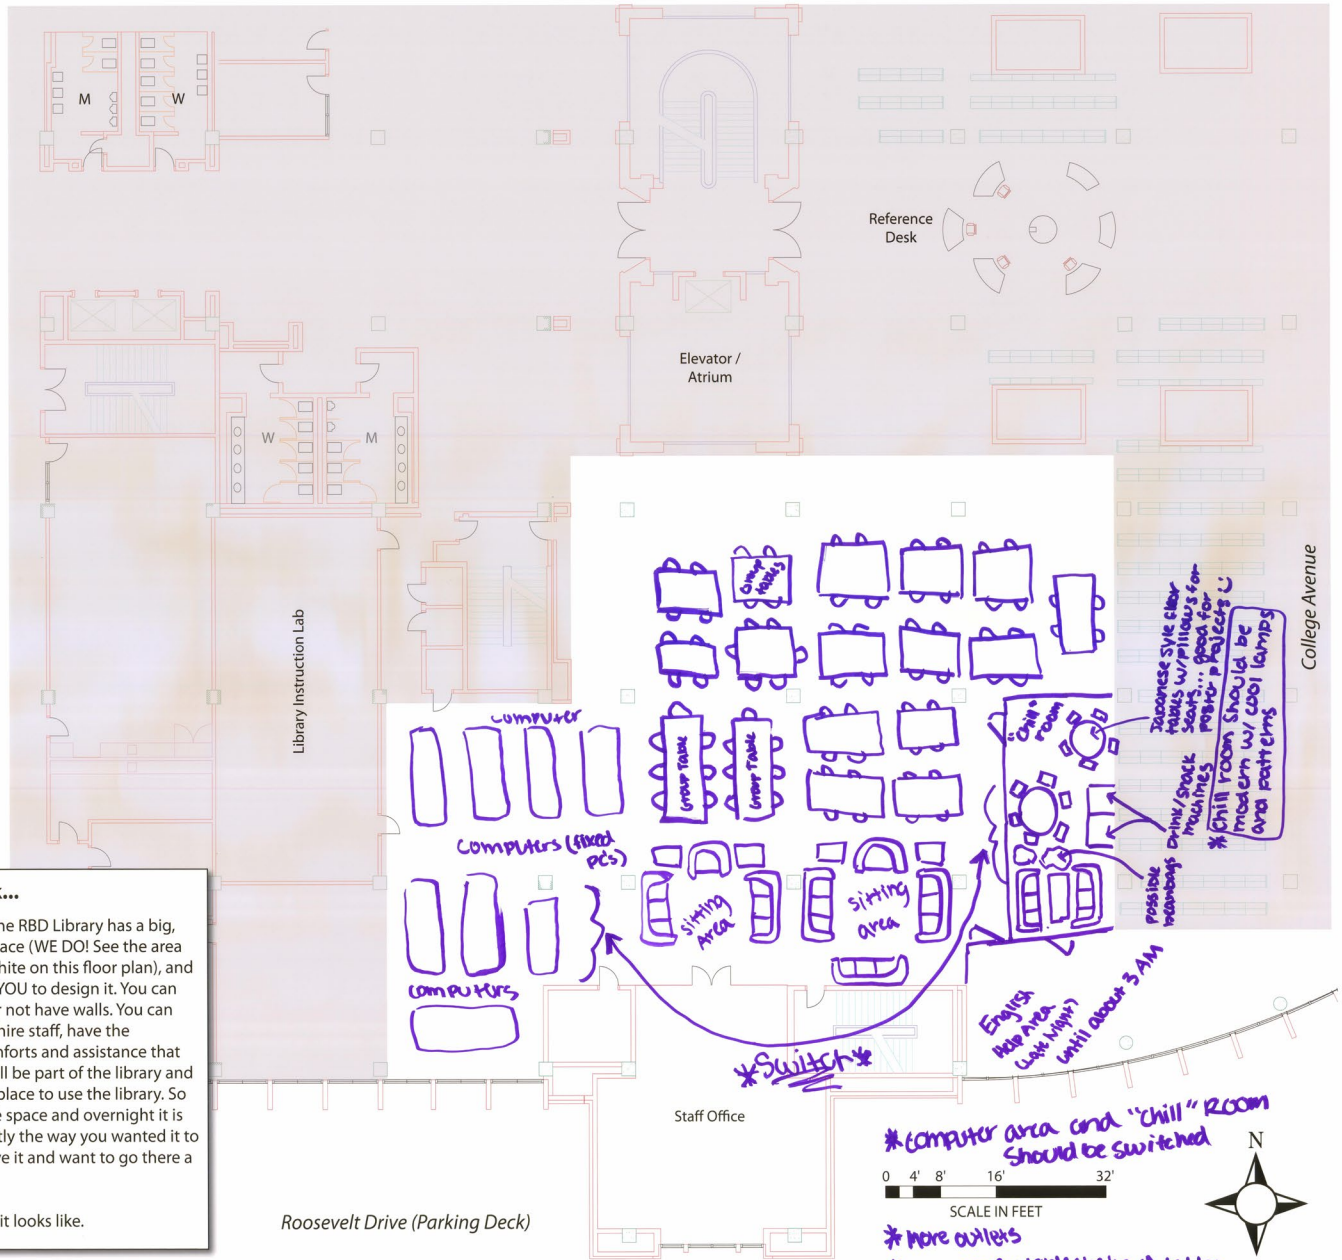 M
W
Reference
Desk
Elevator /
Atrium
W
M
Library Instruction Lab
College Avenue
Group
tables
Group Table
Group Table
computer
computers (fixed
PC's)
computers
sitting
Area
sitting
area
"Chill"
room
Japanese syle floor
tables w/pillows for
seats... good for
poster projects :)
Drink/snack
machines
*Chill room should be
modern w/ cool lamps
and patterns
possible
beanbags
English
Help Area
(Late Night)
until about 3 AM
*Switch*
Staff Office
*computer area and "chill" Room
should be switched
0 4' 8' 16' 32'
SCALE IN FEET
N
* more outlets
Roosevelt Drive (Parking Deck)
...
he RBD Library has a big,
ace (WE DO! See the area
hite on this floor plan), and
YOU to design it. You can
r not have walls. You can
hire staff, have the
nforts and assistance that
ll be part of the library and
place to use the library. So
e space and overnight it is
tly the way you wanted it to
ve it and want to go there a
it looks like.